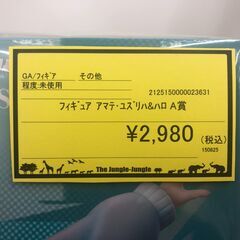 GA/フィギア その他
程度:未使用 2125150000023631
フィギュア アマテ・ユズリハ&ハロ A賞
¥2,980 (税込)
The Jungle-Jungle 150625